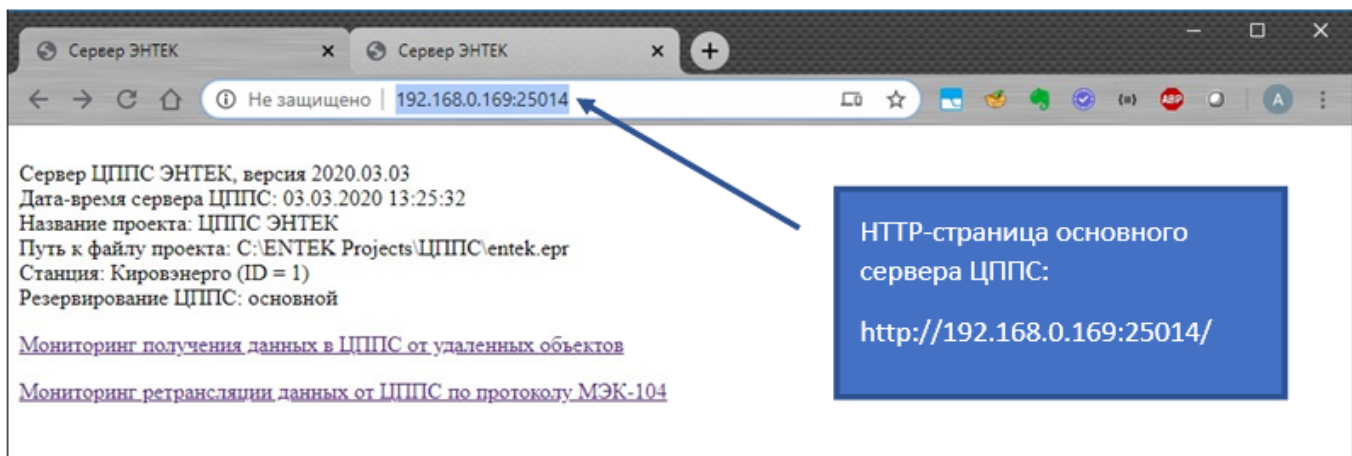 Сервер ЭНТЕК
Сервер ЭНТЕК
Не защищено
192.168.0.169:25014
ABP
A
Сервер ЦППС ЭНТЕК, версия 2020.03.03
Дата-время сервера ЦППС: 03.03.2020 13:25:32
Название проекта: ЦППС ЭНТЕК
Путь к файлу проекта: C:\ENTEK Projects\ЦППС\entek.epr
Станция: Кировэнерго (ID = 1)
Резервирование ЦППС: основной
Мониторинг получения данных в ЦППС от удаленных объектов
Мониторинг ретрансляции данных от ЦППС по протоколу МЭК-104
HTTP-страница основного
сервера ЦППС:
http://192.168.0.169:25014/